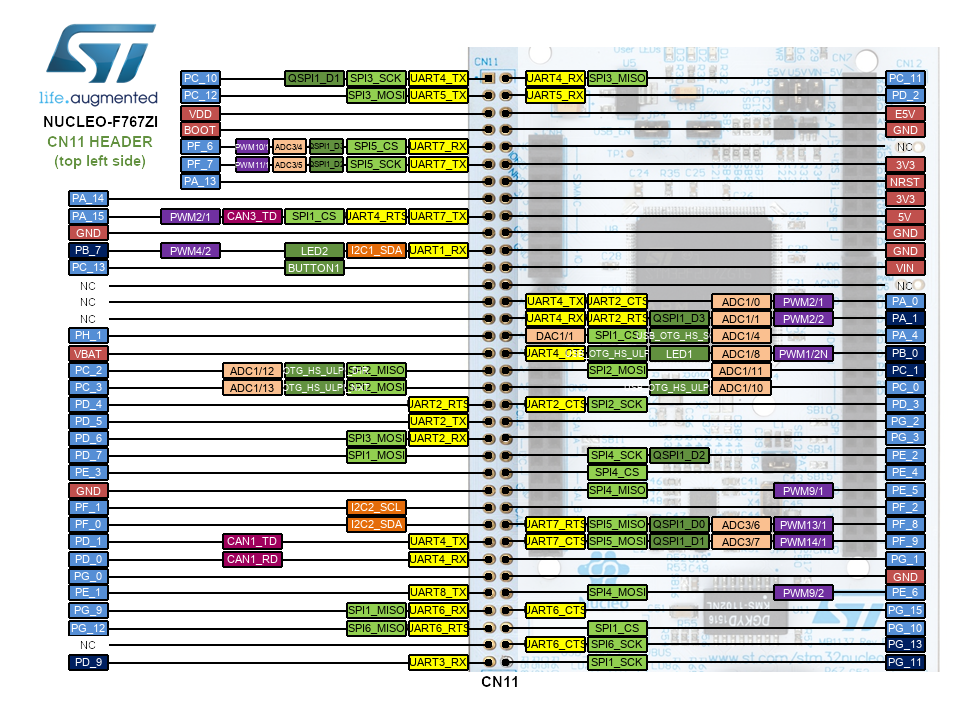 life.augmented
NUCLEO-F767ZI
CN11 HEADER
(top left side)
CN11
CN12
CN7
PC_10 QSPI1_D1 SPI3_SCK UART4_TX UART4_RX SPI3_MISO PC_11
PC_12 SPI3_MOSI UART5_TX UART5_RX PD_2
VDD E5V
BOOT GND
PF_6 PWM10/1 ADC3/4 QSPI1_D3 SPI5_CS UART7_RX NC
PF_7 PWM11/1 ADC3/5 QSPI1_D2 SPI5_SCK UART7_TX 3V3
PA_13 NRST
PA_14 3V3
PA_15 PWM2/1 CAN3_TD SPI1_CS UART4_RTS UART7_TX 5V
GND GND
PB_7 PWM4/2 LED2 I2C1_SDA UART1_RX GND
PC_13 BUTTON1 VIN
NC NC
NC UART4_TX UART2_CTS ADC1/0 PWM2/1 PA_0
NC UART4_RX UART2_RTS QSPI1_D3 ADC1/1 PWM2/2 PA_1
PH_1 DAC1/1 SPI1_CS USB_OTG_HS_S ADC1/4 PA_4
VBAT UART4_CTS OTG_HS_ULP LED1 ADC1/8 PWM1/2N PB_0
PC_2 ADC1/12 OTG_HS_ULP SPI2_MISO SPI2_MOSI ADC1/11 PC_1
PC_3 ADC1/13 OTG_HS_ULP SPI2_MOSI OTG_HS_ULP ADC1/10 PC_0
PD_4 UART2_RTS UART2_CTS SPI2_SCK PD_3
PD_5 UART2_TX PG_2
PD_6 SPI3_MOSI UART2_RX PG_3
PD_7 SPI1_MOSI SPI4_SCK QSPI1_D2 PE_2
PE_3 SPI4_CS PE_4
GND SPI4_MISO PWM9/1 PE_5
PF_1 I2C2_SCL PF_2
PF_0 I2C2_SDA UART7_RTS SPI5_MISO QSPI1_D0 ADC3/6 PWM13/1 PF_8
PD_1 CAN1_TD UART4_TX UART7_CTS SPI5_MOSI QSPI1_D1 ADC3/7 PWM14/1 PF_9
PD_0 CAN1_RD UART4_RX PG_1
PG_0 GND
PE_1 UART8_TX SPI4_MOSI PWM9/2 PE_6
PG_9 SPI1_MISO UART6_RX UART6_CTS PG_15
PG_12 SPI6_MISO UART6_RTS SPI1_CS PG_10
NC UART6_CTS SPI6_SCK PG_13
PD_9 UART3_RX SPI1_SCK PG_11
CN11